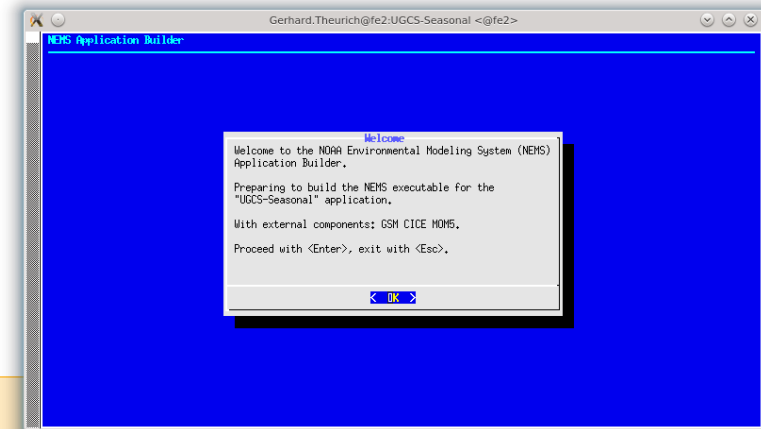 Gerhard.Theurich@fe2:UGCS-Seasonal <@fe2>
NEMS Application Builder
Welcome
Welcome to the NOAA Environmental Modeling System (NEMS)
Application Builder.
Preparing to build the NEMS executable for the
"UGCS-Seasonal" application.
With external components: GSM CICE MOM5.
Proceed with <Enter>, exit with <Esc>.
< OK >